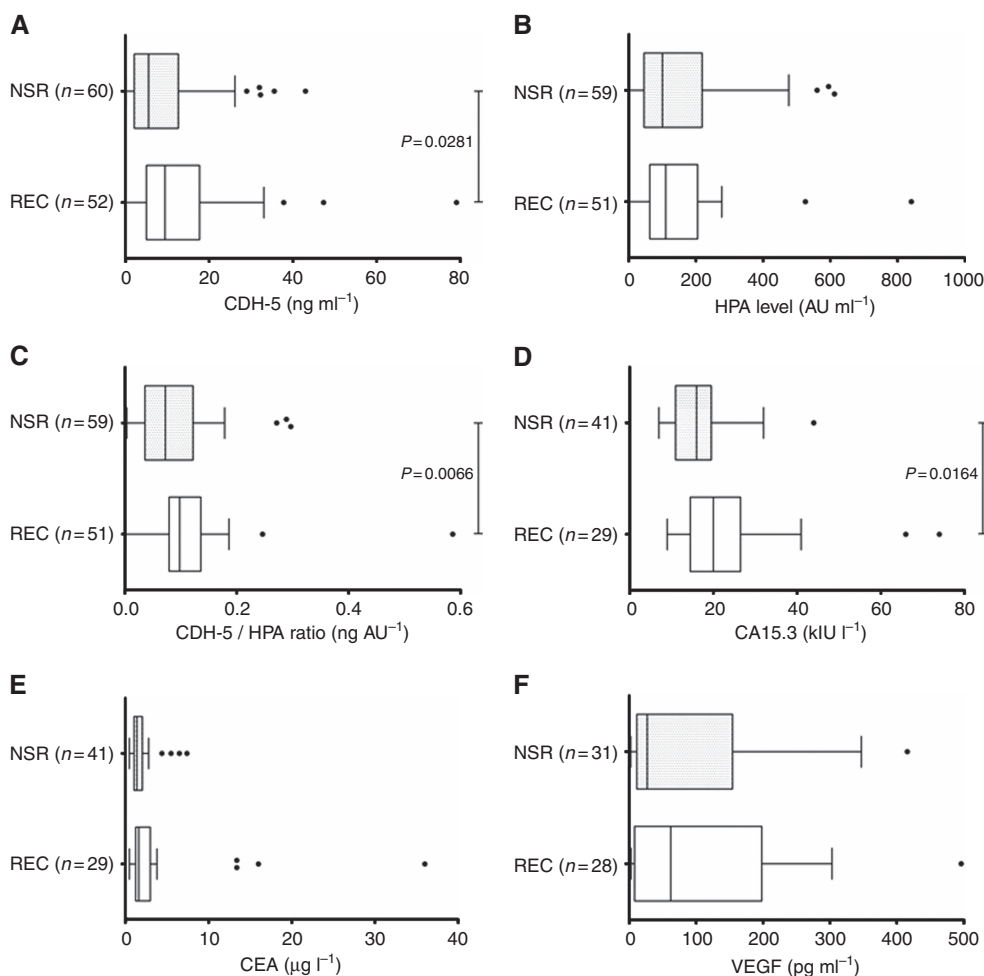 A
NSR (n=60)
REC (n=52)
P=0.0281
0 20 40 60 80
CDH-5 (ng ml⁻¹)
B
NSR (n=59)
REC (n=51)
0 200 400 600 800 1000
HPA level (AU ml⁻¹)
C
NSR (n=59)
REC (n=51)
P=0.0066
0.0 0.2 0.4 0.6
CDH-5 / HPA ratio (ng AU⁻¹)
D
NSR (n=41)
REC (n=29)
P=0.0164
0 20 40 60 80
CA15.3 (kIU l⁻¹)
E
NSR (n=41)
REC (n=29)
0 10 20 30 40
CEA (μg l⁻¹)
F
NSR (n=31)
REC (n=28)
0 100 200 300 400 500
VEGF (pg ml⁻¹)